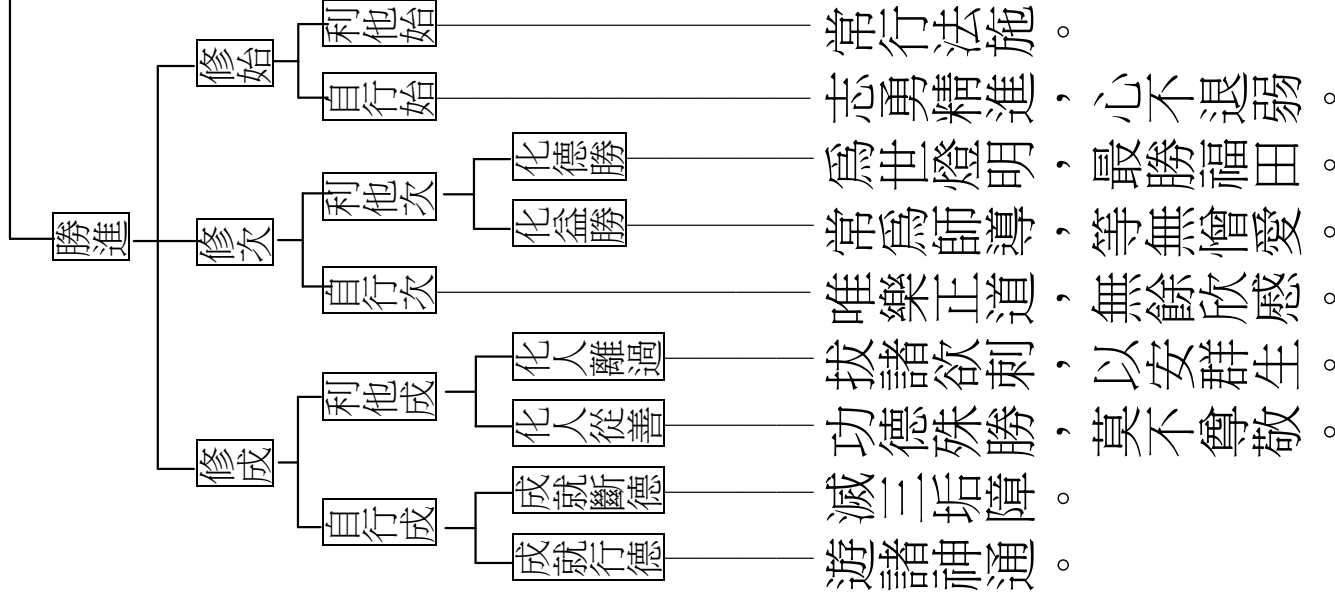 勝進
修始
利他始
常行法施。
自行始
志勇精進，心不退弱。
修次
利他次
化德勝
爲世燈明，最勝福田。
化益勝
常爲師導，等無憎愛。
自行次
唯樂正道，無餘欣慼。
修成
利他成
化人離過
拔諸欲刺，以安群生。
化人從善
功德殊勝，莫不尊敬。
自行成
成就斷德
滅三垢障。
成就行德
遊諸神通。